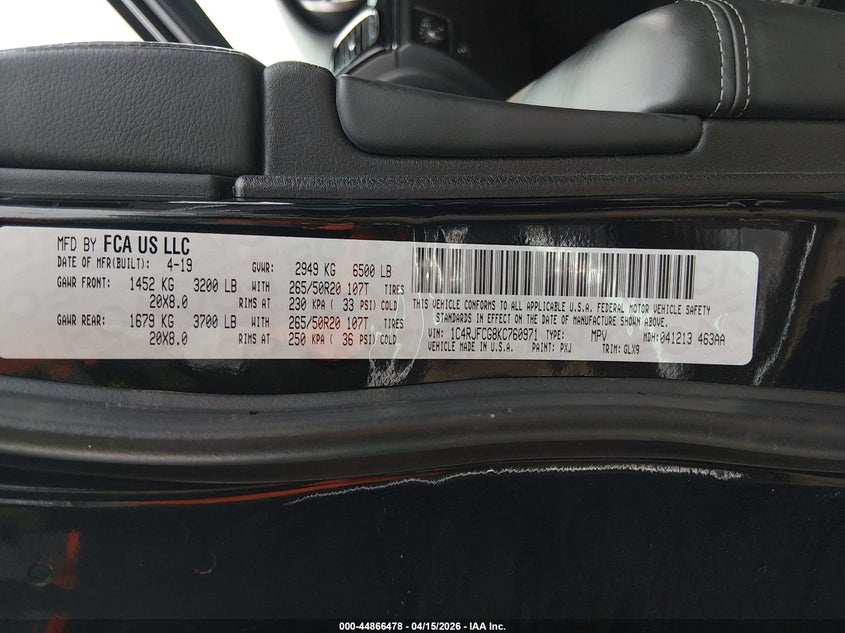 MFD BY FCA US LLC
DATE OF MFR(BUILT): 4-19 GVWR: 2949 KG 6500 LB
GAWR FRONT: 1452 KG 3200 LB WITH 265/50R20 107T TIRES
20X8.0 RIMS AT 230 KPA ( 33 PSI) COLD
GAWR REAR: 1679 KG 3700 LB WITH 265/50R20 107T TIRES
20X8.0 RIMS AT 250 KPA ( 36 PSI) COLD
THIS VEHICLE CONFORMS TO ALL APPLICABLE U.S.A. FEDERAL MOTOR VEHICLE SAFETY
STANDARDS IN EFFECT ON THE DATE OF MANUFACTURE SHOWN ABOVE.
VIN: 1C4RJFCG8KC760971 TYPE: MPV MDH: 041213 463AA
VEHICLE MADE IN U.S.A. PAINT: PXJ TRIM: GLX9
000-44866478 - 04/15/2026 - IAA Inc.